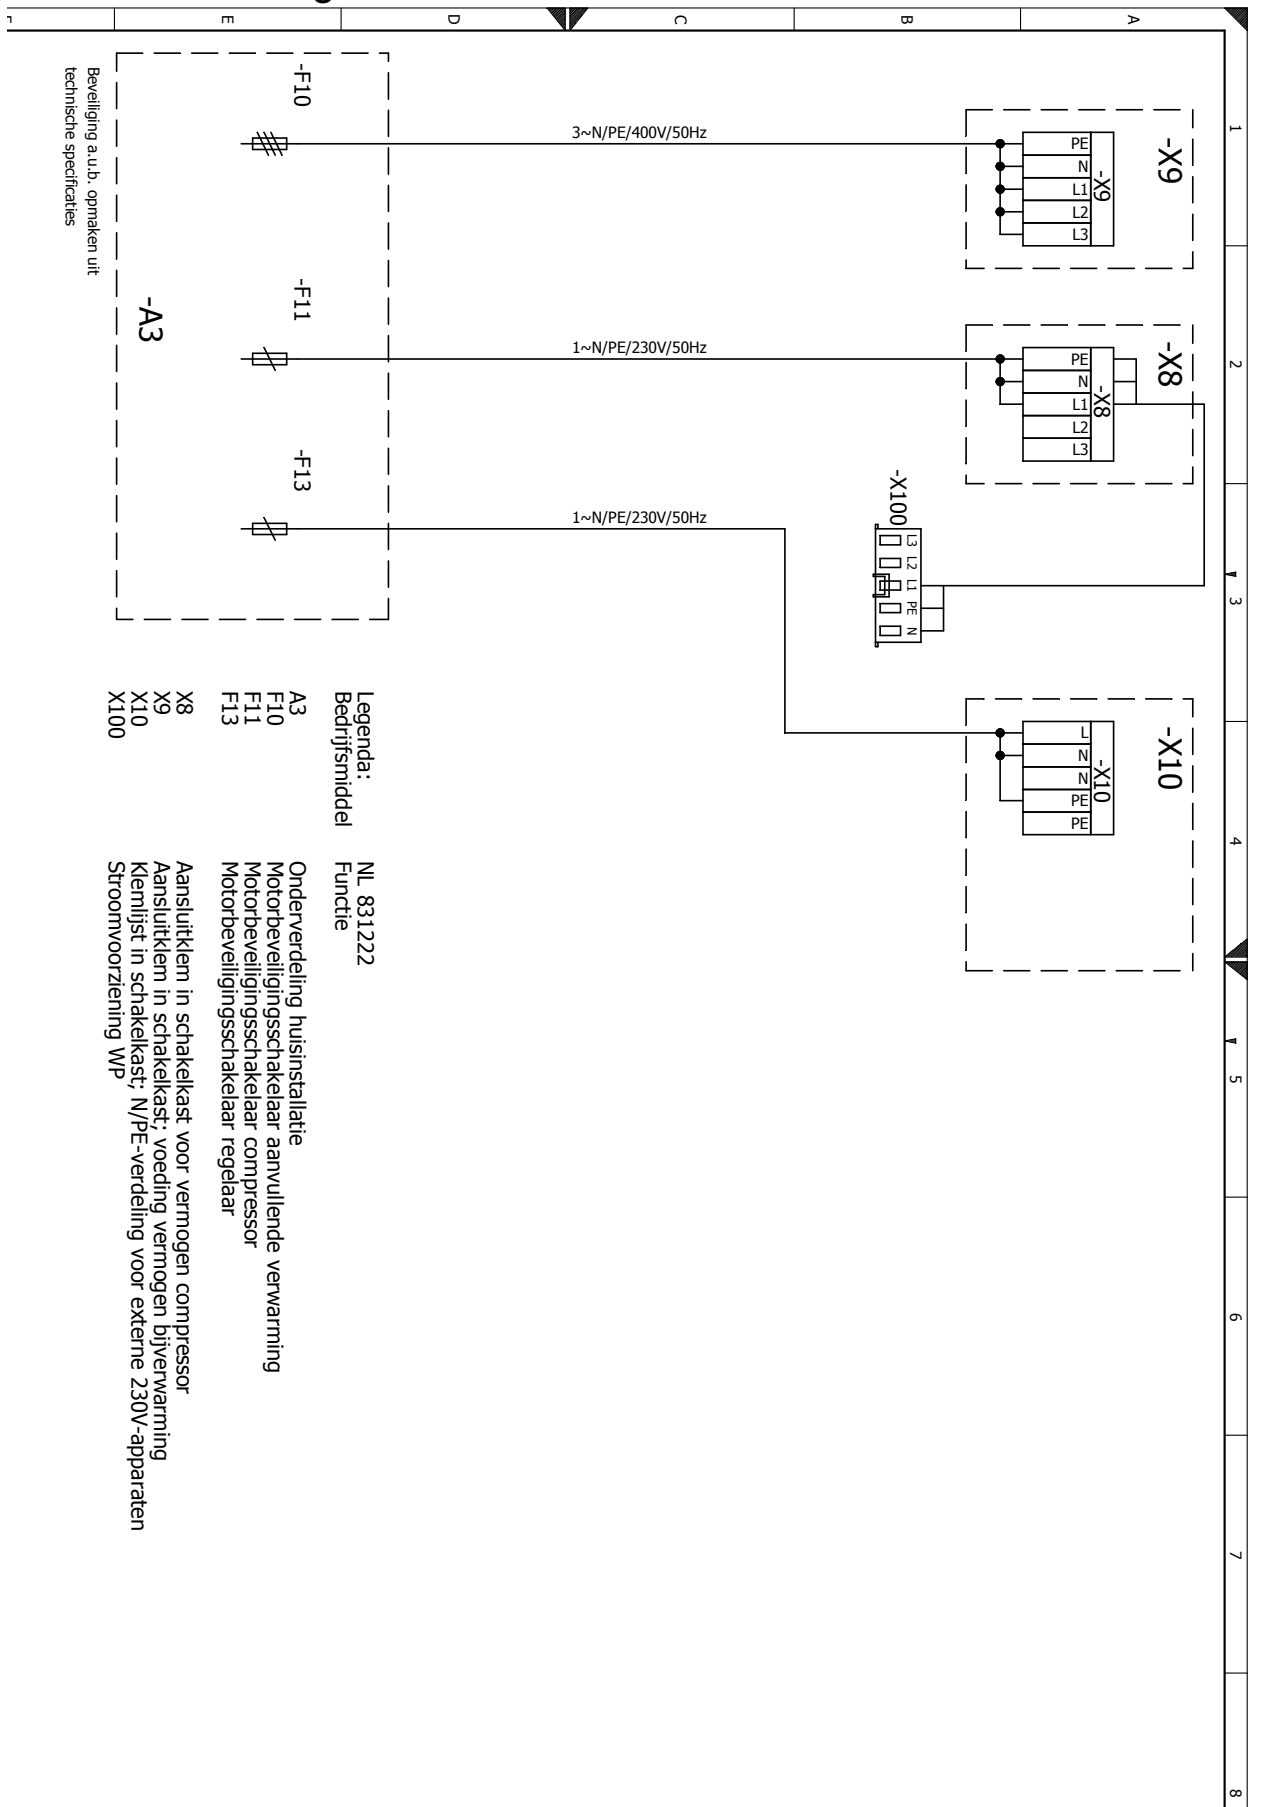 1
2
3
4
5
6
7
8
A
B
C
D
E
-X9
-X9
PE
N
L1
L2
L3
-X8
-X8
PE
N
L1
L2
L3
-X10
-X10
L
N
N
PE
PE
-X100
L3
L2
L1
PE
N
3~N/PE/400V/50Hz
1~N/PE/230V/50Hz
1~N/PE/230V/50Hz
-F10
-F11
-F13
-A3
Beveiliging a.u.b. opmaken uit
technische specificaties
Legenda: NL 831222
Bedrijfsmiddel Functie
A3 Onderverdeling huisinstallatie
F10 Motorbeveiligingsschakelaar aanvullende verwarming
F11 Motorbeveiligingsschakelaar compressor
F13 Motorbeveiligingsschakelaar regelaar
X8 Aansluitklem in schakelkast voor vermogen compressor
X9 Aansluitklem in schakelkast; voeding vermogen bijverwarming
X10 Klemlijst in schakelkast; N/PE-verdeling voor externe 230V-apparaten
X100 Stroomvoorziening WP